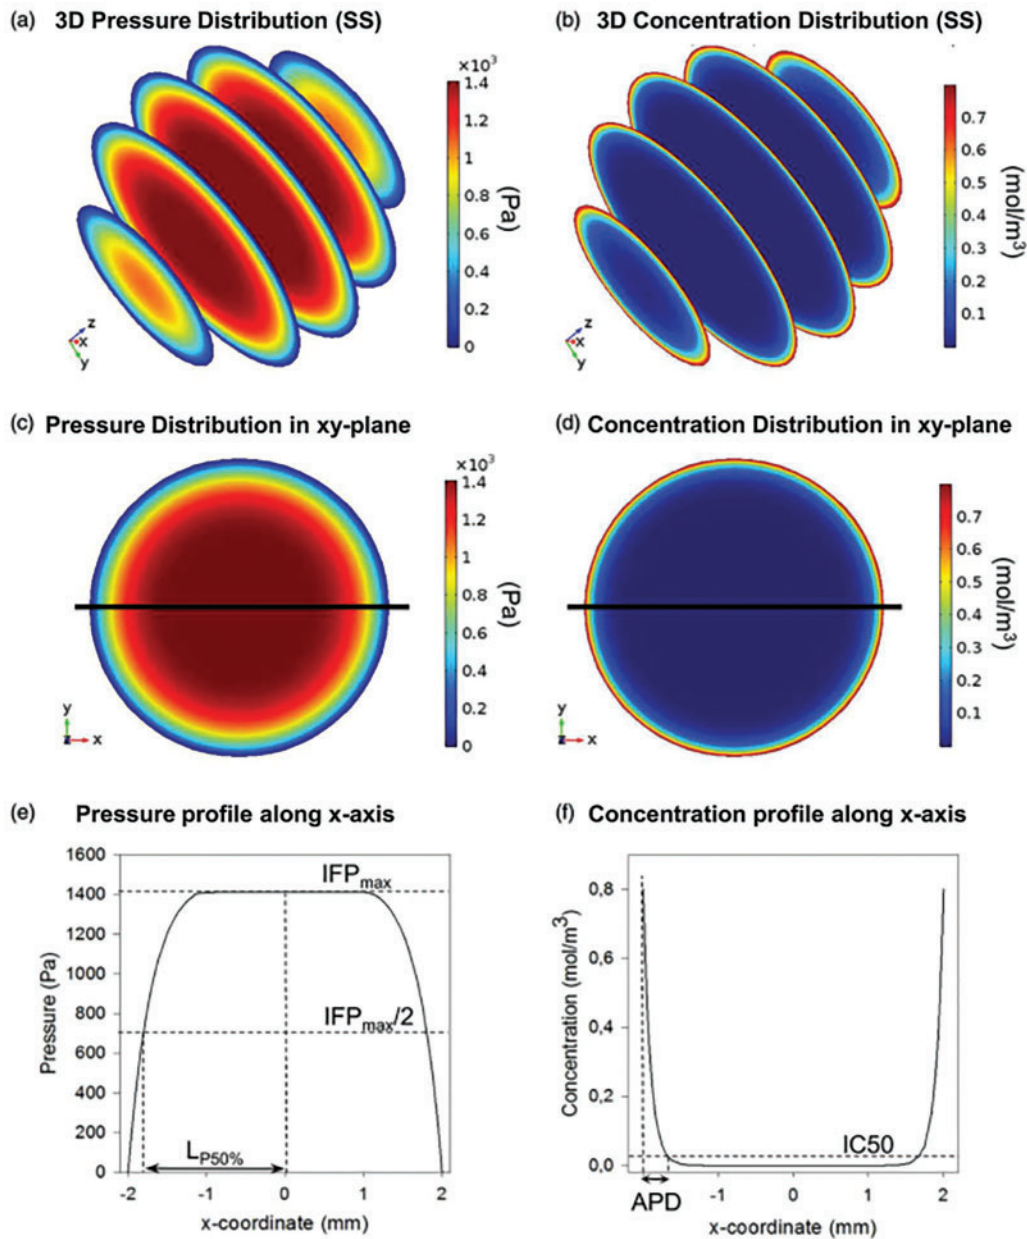 (a) 3D Pressure Distribution (SS)
(b) 3D Concentration Distribution (SS)
×10³
1.4
1.2
1
0.8
0.6
0.4
0.2
0
(Pa)
z
x
y
0.7
0.6
0.5
0.4
0.3
0.2
0.1
(mol/m³)
z
x
y
(c) Pressure Distribution in xy-plane
(d) Concentration Distribution in xy-plane
×10³
1.4
1.2
1
0.8
0.6
0.4
0.2
0
(Pa)
y
z x
0.7
0.6
0.5
0.4
0.3
0.2
0.1
(mol/m³)
y
z x
(e) Pressure profile along x-axis
(f) Concentration profile along x-axis
1600
1400
1200
1000
800
600
400
200
0
Pressure (Pa)
IFPmax
IFPmax/2
LP50%
-2 -1 0 1 2
x-coordinate (mm)
0,8
0,6
0,4
0,2
0,0
Concentration (mol/m³)
IC50
APD
-1 0 1 2
x-coordinate (mm)